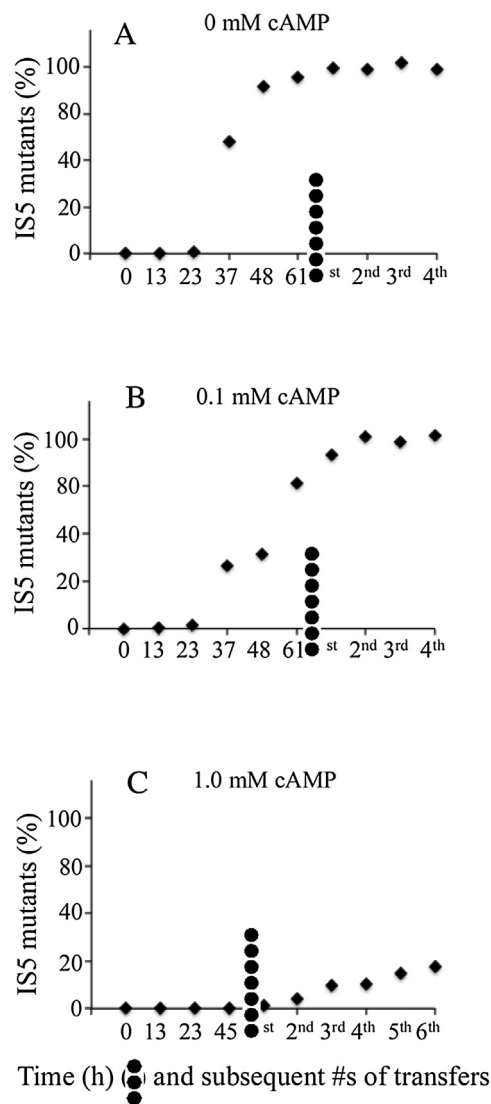 A
0 mM cAMP
IS5 mutants (%)
100
80
40
20
0
0 13 23 37 48 61 st 2nd 3rd 4th
B
0.1 mM cAMP
IS5 mutants (%)
100
80
40
20
0
0 13 23 37 48 61 st 2nd 3rd 4th
C
1.0 mM cAMP
IS5 mutants (%)
100
80
40
20
0
0 13 23 45 st 2nd 3rd 4th 5th 6th
Time (h) ( ) and subsequent #s of transfers